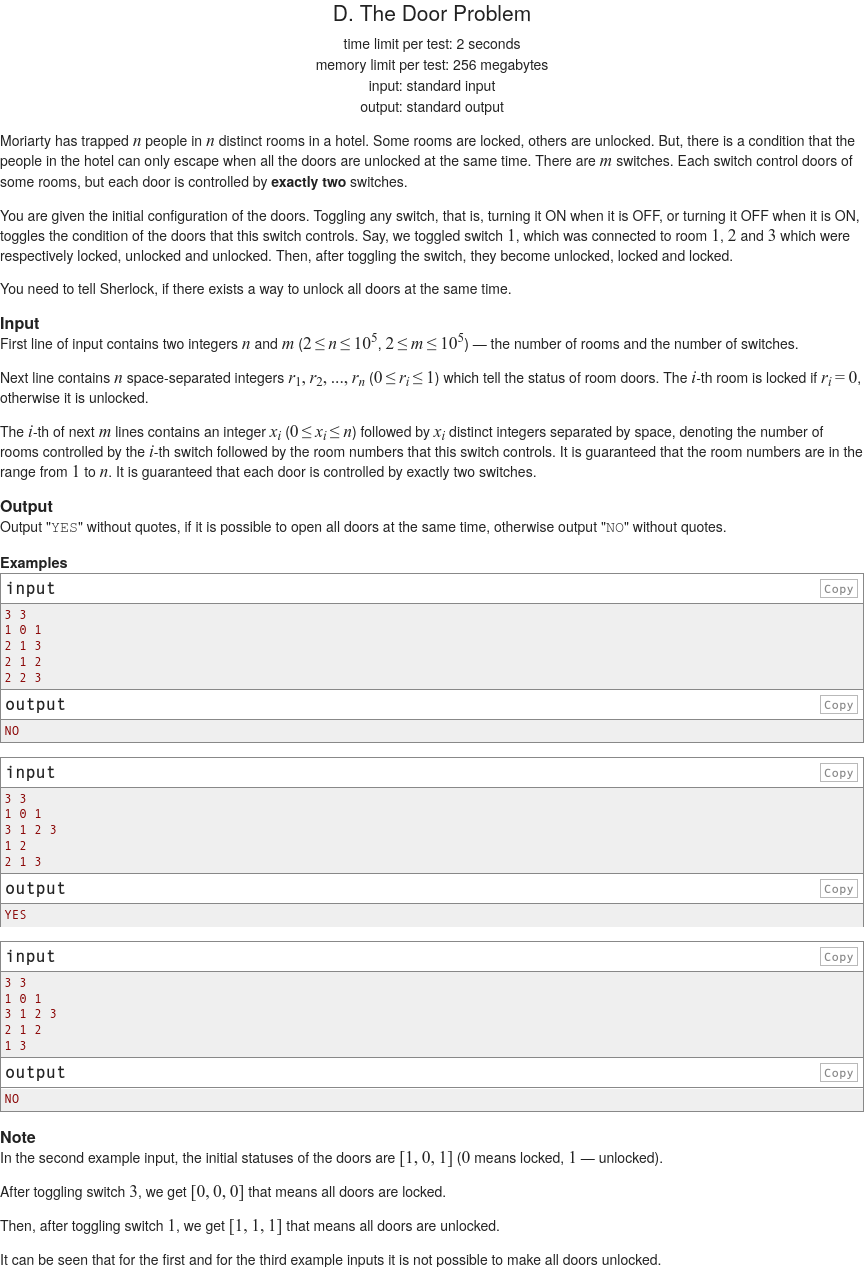 D. The Door Problem
time limit per test: 2 seconds
memory limit per test: 256 megabytes
input: standard input
output: standard output
Moriarty has trapped n people in n distinct rooms in a hotel. Some rooms are locked, others are unlocked. But, there is a condition that the
people in the hotel can only escape when all the doors are unlocked at the same time. There are m switches. Each switch control doors of
some rooms, but each door is controlled by exactly two switches.
You are given the initial configuration of the doors. Toggling any switch, that is, turning it ON when it is OFF, or turning it OFF when it is ON,
toggles the condition of the doors that this switch controls. Say, we toggled switch 1, which was connected to room 1, 2 and 3 which were
respectively locked, unlocked and unlocked. Then, after toggling the switch, they become unlocked, locked and locked.
You need to tell Sherlock, if there exists a way to unlock all doors at the same time.
Input
First line of input contains two integers n and m (2 ≤ n ≤ 10^5, 2 ≤ m ≤ 10^5) — the number of rooms and the number of switches.
Next line contains n space-separated integers r_1, r_2, ..., r_n (0 ≤ r_i ≤ 1) which tell the status of room doors. The i-th room is locked if r_i = 0,
otherwise it is unlocked.
The i-th of next m lines contains an integer x_i (0 ≤ x_i ≤ n) followed by x_i distinct integers separated by space, denoting the number of
rooms controlled by the i-th switch followed by the room numbers that this switch controls. It is guaranteed that the room numbers are in the
range from 1 to n. It is guaranteed that each door is controlled by exactly two switches.
Output
Output "YES" without quotes, if it is possible to open all doors at the same time, otherwise output "NO" without quotes.
Examples
input Copy
3 3
1 0 1
2 1 3
2 1 2
2 2 3
output Copy
NO
input Copy
3 3
1 0 1
3 1 2 3
1 2
2 1 3
output Copy
YES
input Copy
3 3
1 0 1
3 1 2 3
2 1 2
1 3
output Copy
NO
Note
In the second example input, the initial statuses of the doors are [1, 0, 1] (0 means locked, 1 — unlocked).
After toggling switch 3, we get [0, 0, 0] that means all doors are locked.
Then, after toggling switch 1, we get [1, 1, 1] that means all doors are unlocked.
It can be seen that for the first and for the third example inputs it is not possible to make all doors unlocked.